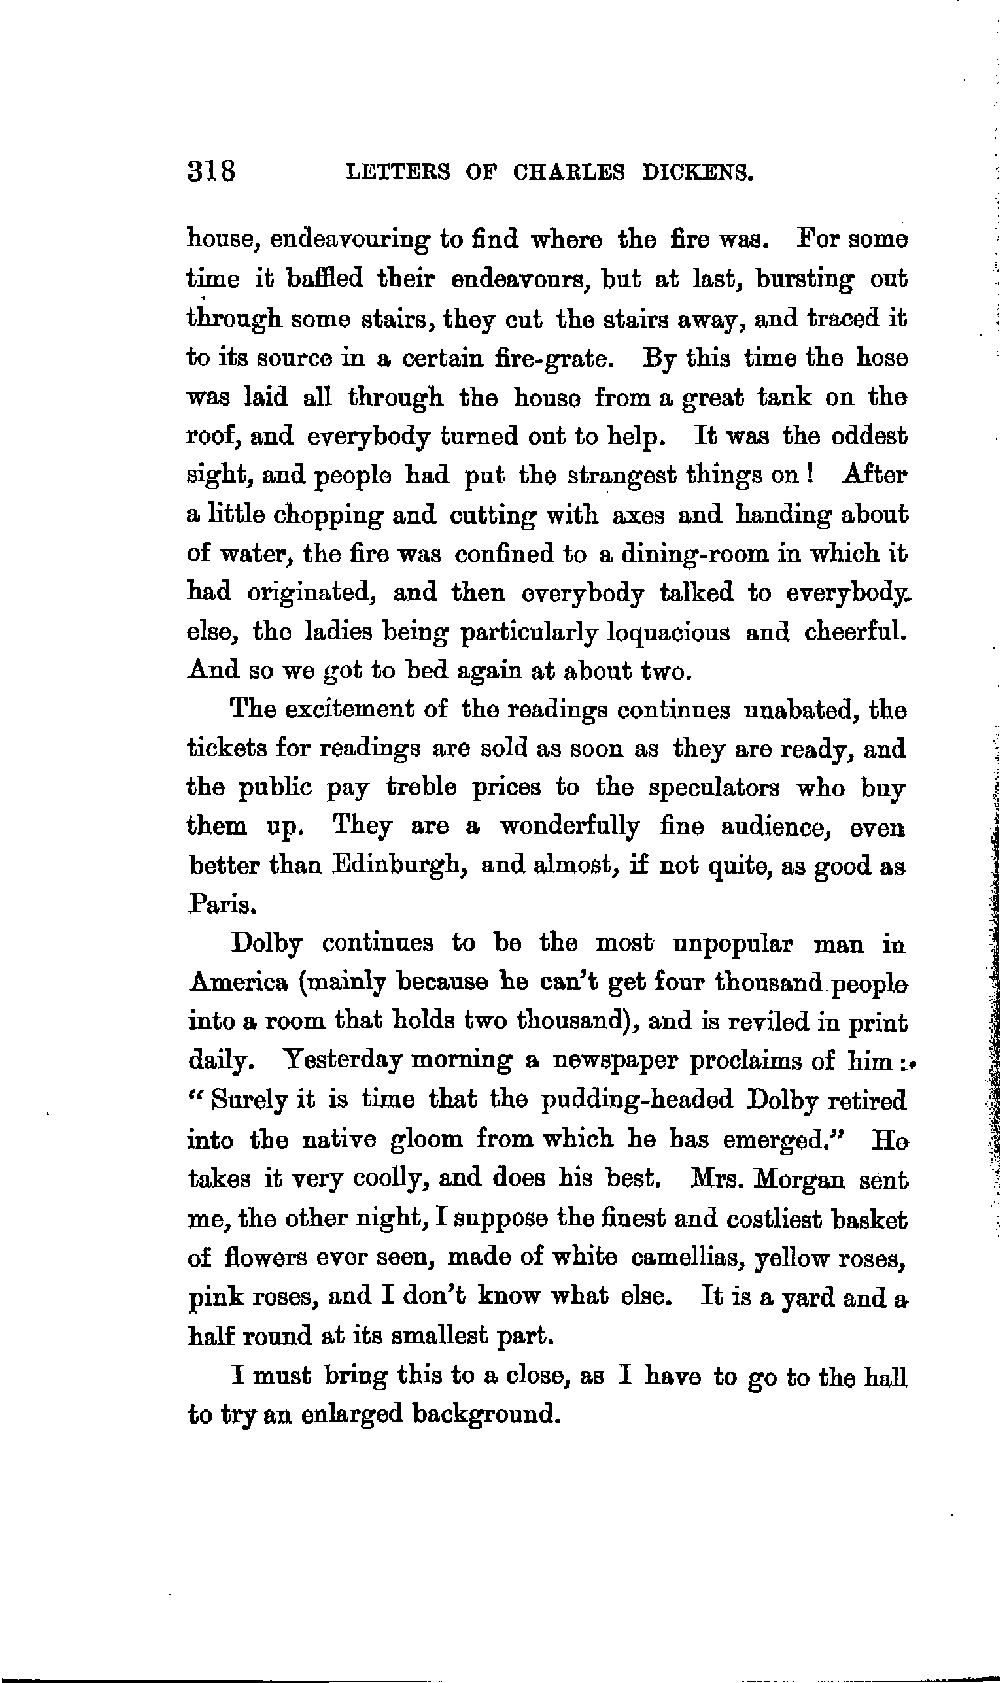 318 LETTERS OF CHARLES DICKENS.
house, endeavouring to find where the fire was. For some
time it baffled their endeavours, but at last, bursting out
through some stairs, they cut the stairs away, and traced it
to its source in a certain fire-grate. By this time the hose
was laid all through the house from a great tank on the
roof, and everybody turned out to help. It was the oddest
sight, and people had put the strangest things on! After
a little chopping and cutting with axes and handing about
of water, the fire was confined to a dining-room in which it
had originated, and then everybody talked to everybody
else, the ladies being particularly loquacious and cheerful.
And so we got to bed again at about two.
The excitement of the readings continues unabated, the
tickets for readings are sold as soon as they are ready, and
the public pay treble prices to the speculators who buy
them up. They are a wonderfully fine audience, even
better than Edinburgh, and almost, if not quite, as good as
Paris.
Dolby continues to be the most unpopular man in
America (mainly because he can't get four thousand people
into a room that holds two thousand), and is reviled in print
daily. Yesterday morning a newspaper proclaims of him:
"Surely it is time that the pudding-headed Dolby retired
into the native gloom from which he has emerged." He
takes it very coolly, and does his best. Mrs. Morgan sent
me, the other night, I suppose the finest and costliest basket
of flowers ever seen, made of white camellias, yellow roses,
pink roses, and I don't know what else. It is a yard and a
half round at its smallest part.
I must bring this to a close, as I have to go to the hall
to try an enlarged background.